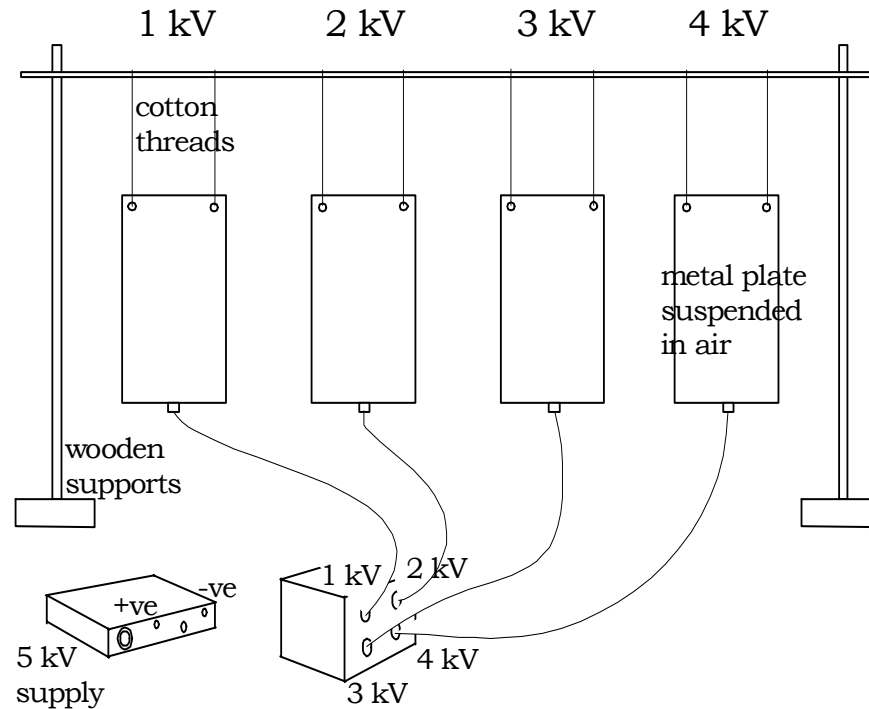 1 kV 2 kV 3 kV 4 kV
cotton
threads
metal plate
suspended
in air
wooden
supports
1 kV 2 kV
+ve -ve
5 kV
supply
4 kV
3 kV